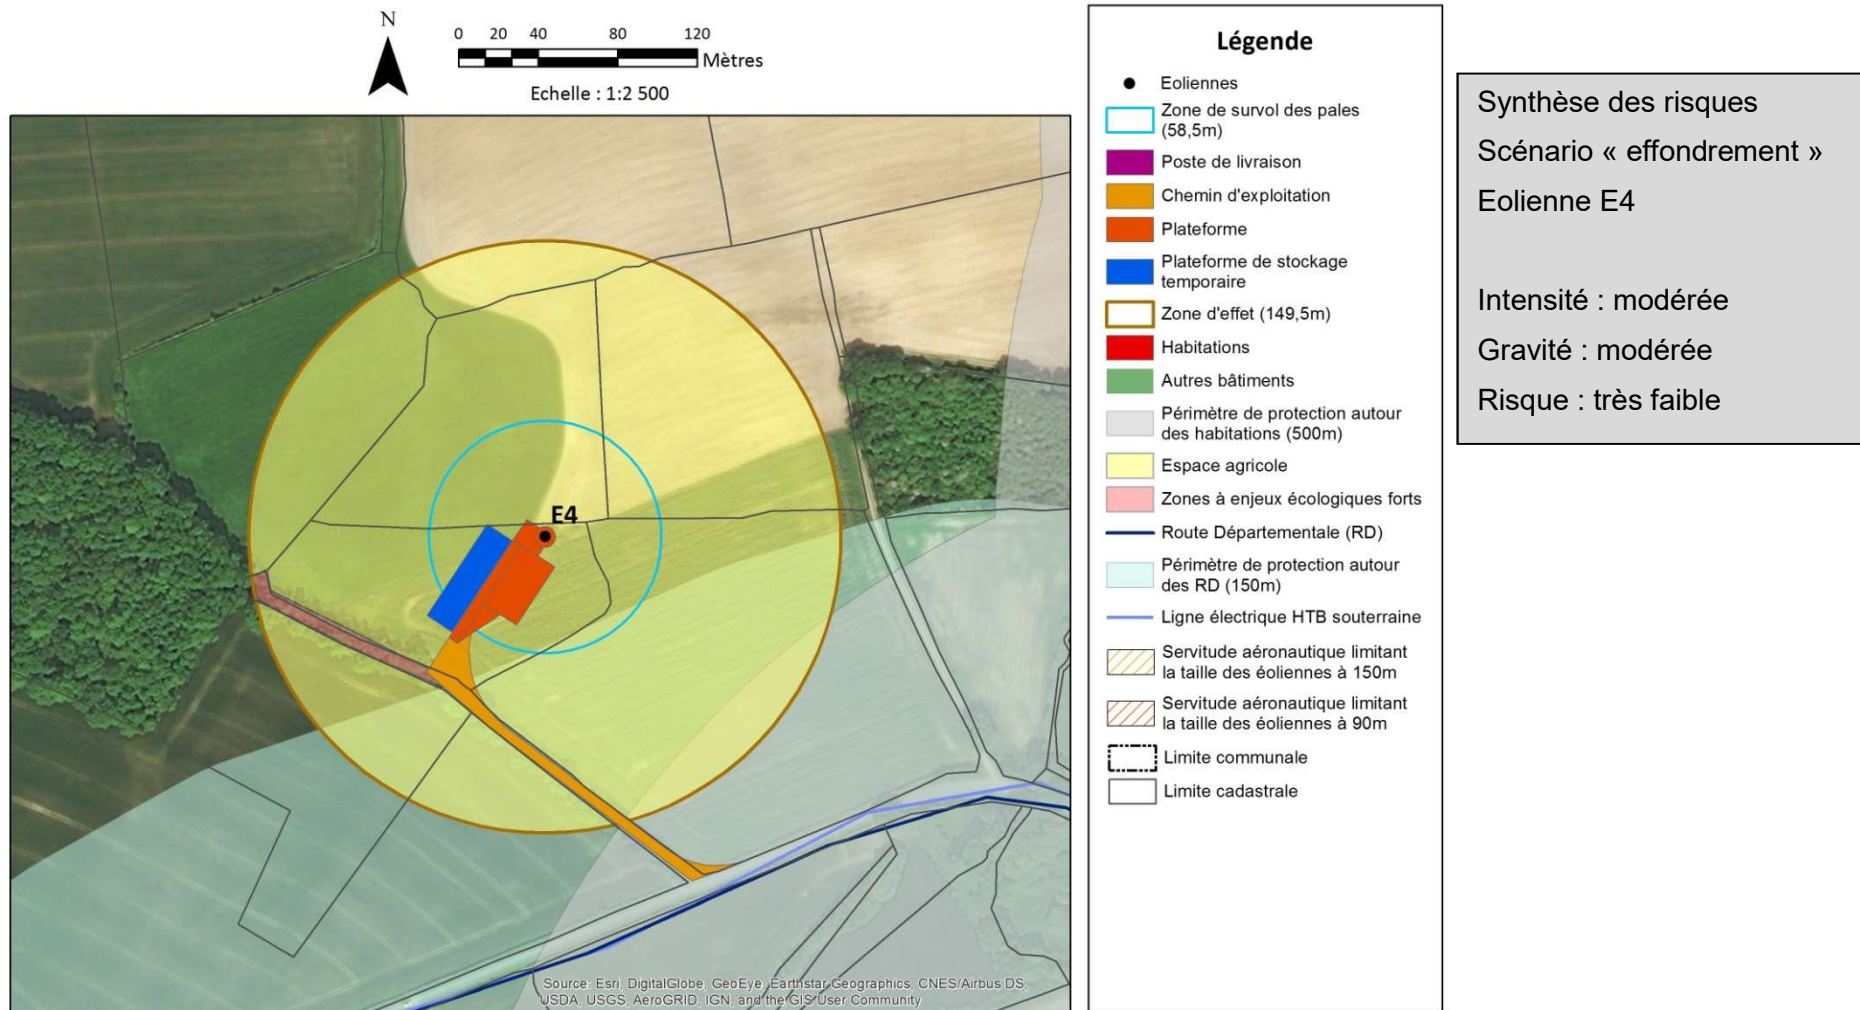 N
0 20 40 80 120
Mètres
Echelle : 1:2 500
E4
Source: Esri, DigitalGlobe, GeoEye, Earthstar Geographics, CNES/Airbus DS,
USDA, USGS, AeroGRID, IGN, and the GIS User Community
Légende
Eoliennes
Zone de survol des pales
(58,5m)
Poste de livraison
Chemin d'exploitation
Plateforme
Plateforme de stockage
temporaire
Zone d'effet (149,5m)
Habitations
Autres bâtiments
Périmètre de protection autour
des habitations (500m)
Espace agricole
Zones à enjeux écologiques forts
Route Départementale (RD)
Périmètre de protection autour
des RD (150m)
Ligne électrique HTB souterraine
Servitude aéronautique limitant
la taille des éoliennes à 150m
Servitude aéronautique limitant
la taille des éoliennes à 90m
Limite communale
Limite cadastrale
Synthèse des risques
Scénario « effondrement »
Eolienne E4
Intensité : modérée
Gravité : modérée
Risque : très faible